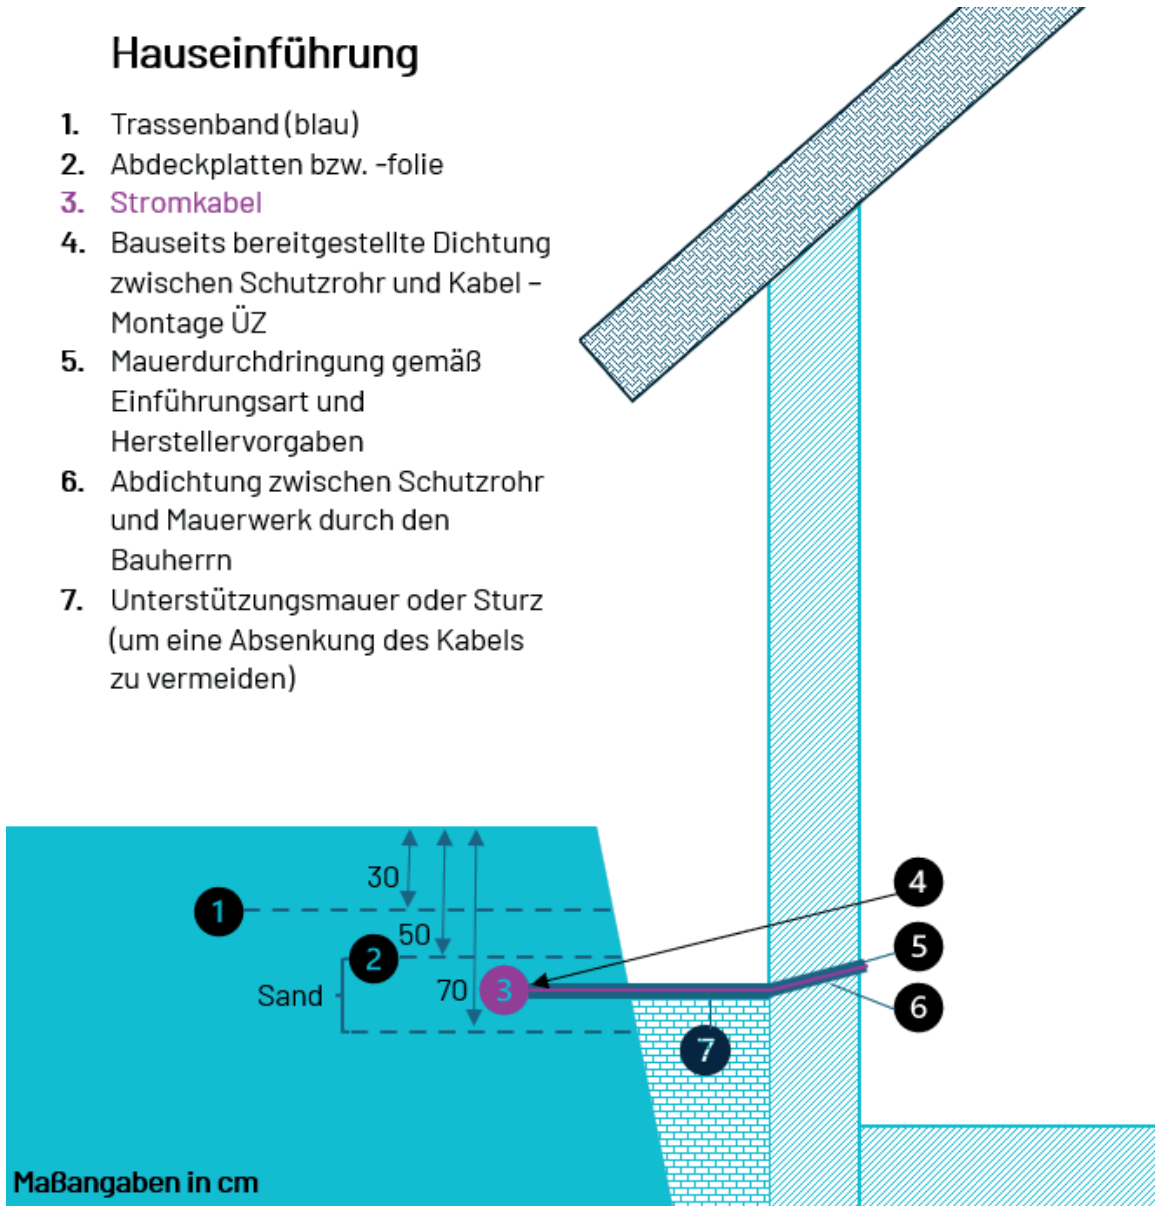 Hauseinführung
1. Trassenband (blau)
2. Abdeckplatten bzw. -folie
3. Stromkabel
4. Bauseits bereitgestellte Dichtung
zwischen Schutzrohr und Kabel –
Montage ÜZ
5. Mauerdurchdringung gemäß
Einführungsart und
Herstellervorgaben
6. Abdichtung zwischen Schutzrohr
und Mauerwerk durch den
Bauherrn
7. Unterstützungsmauer oder Sturz
(um eine Absenkung des Kabels
zu vermeiden)
30
4
1
50
5
2
Sand
70
3
6
7
Maßangaben in cm